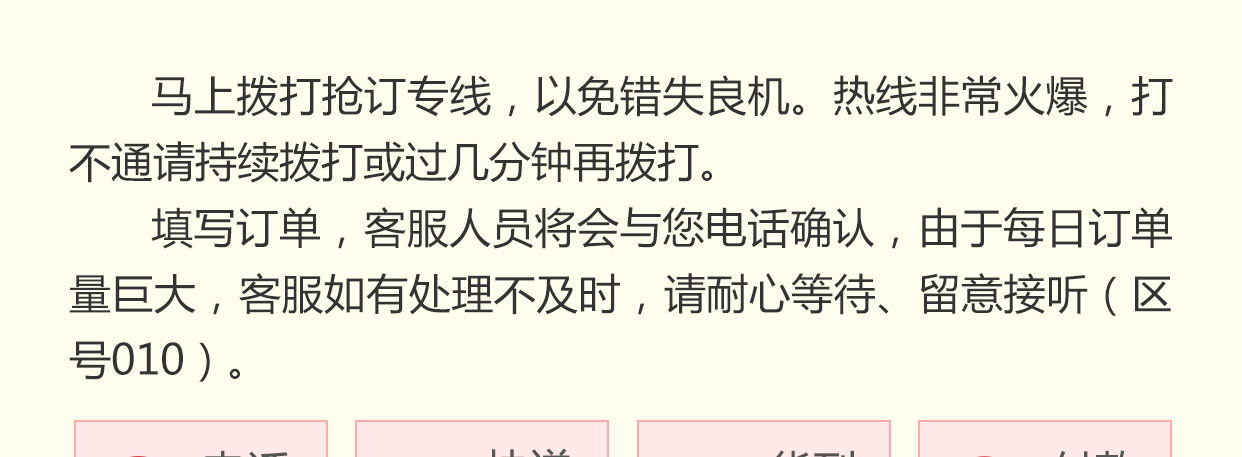 马上拨打抢订专线，以免错失良机。热线非常火爆，打
不通请持续拨打或过几分钟再拨打。
填写订单，客服人员将会与您电话确认，由于每日订单
量巨大，客服如有处理不及时，请耐心等待、留意接听（区
号010）。